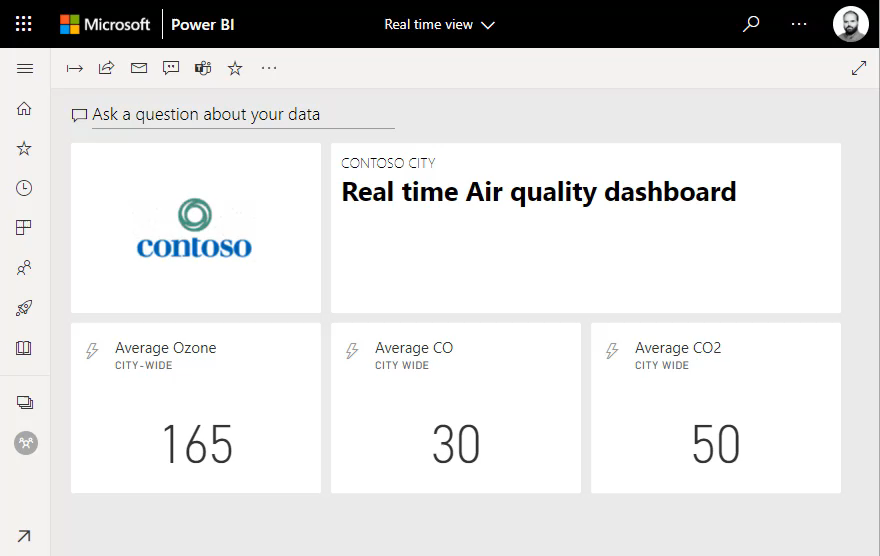 Microsoft Power BI Real time view
Ask a question about your data
contoso
CONTOSO CITY
Real time Air quality dashboard
Average Ozone
CITY-WIDE
165
Average CO
CITY WIDE
30
Average CO2
CITY WIDE
50